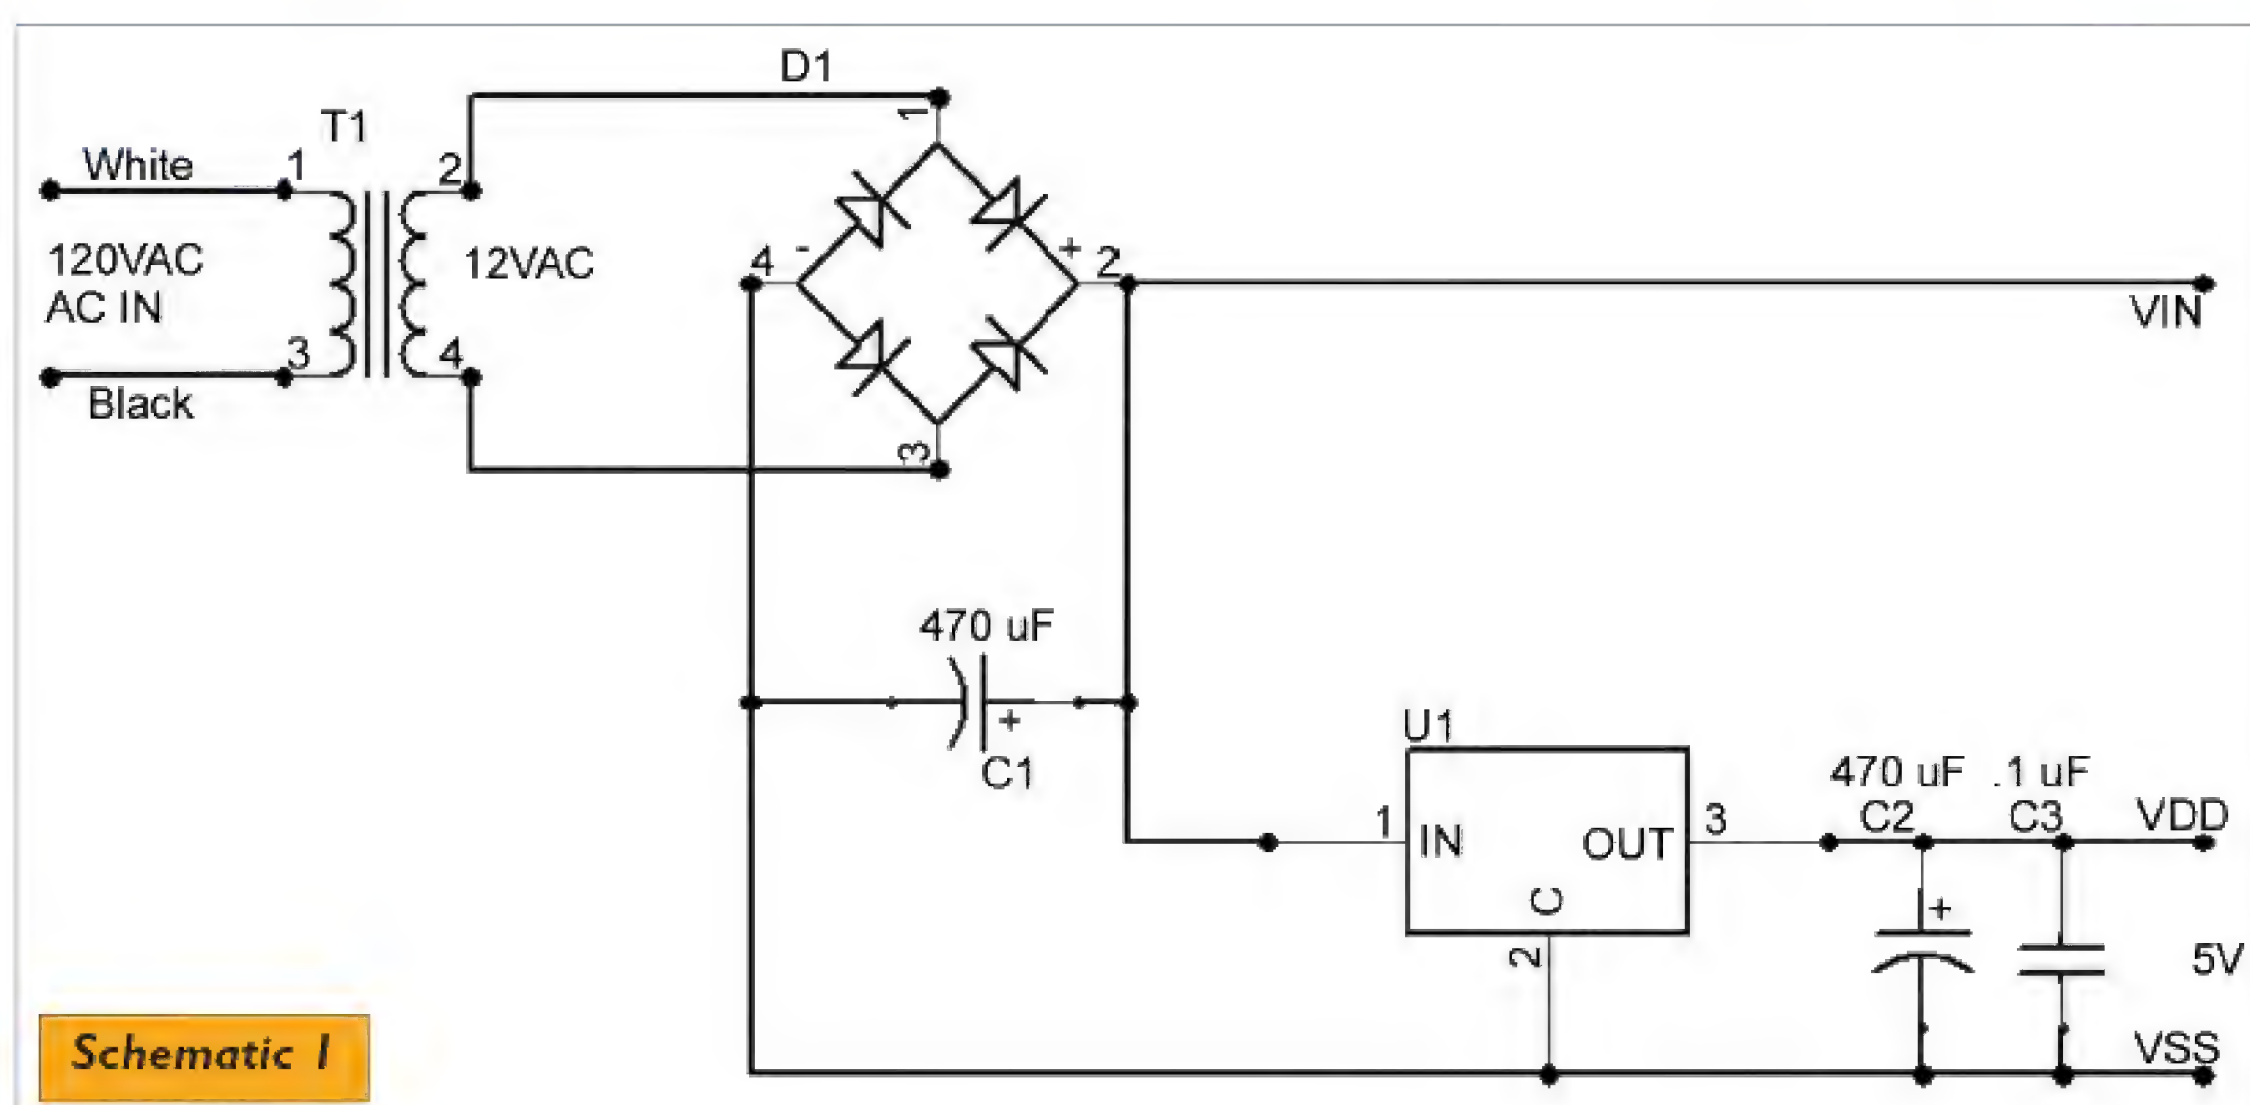 D1
T1
White
1
2
1
120VAC
AC IN
12VAC
4
-
+
2
3
4
Black
3
470 uF
+
C1
U1
470 uF
.1 uF
1
IN
OUT
3
C2
C3
VDD
VIN
C
2
+
5V
VSS
Schematic 1